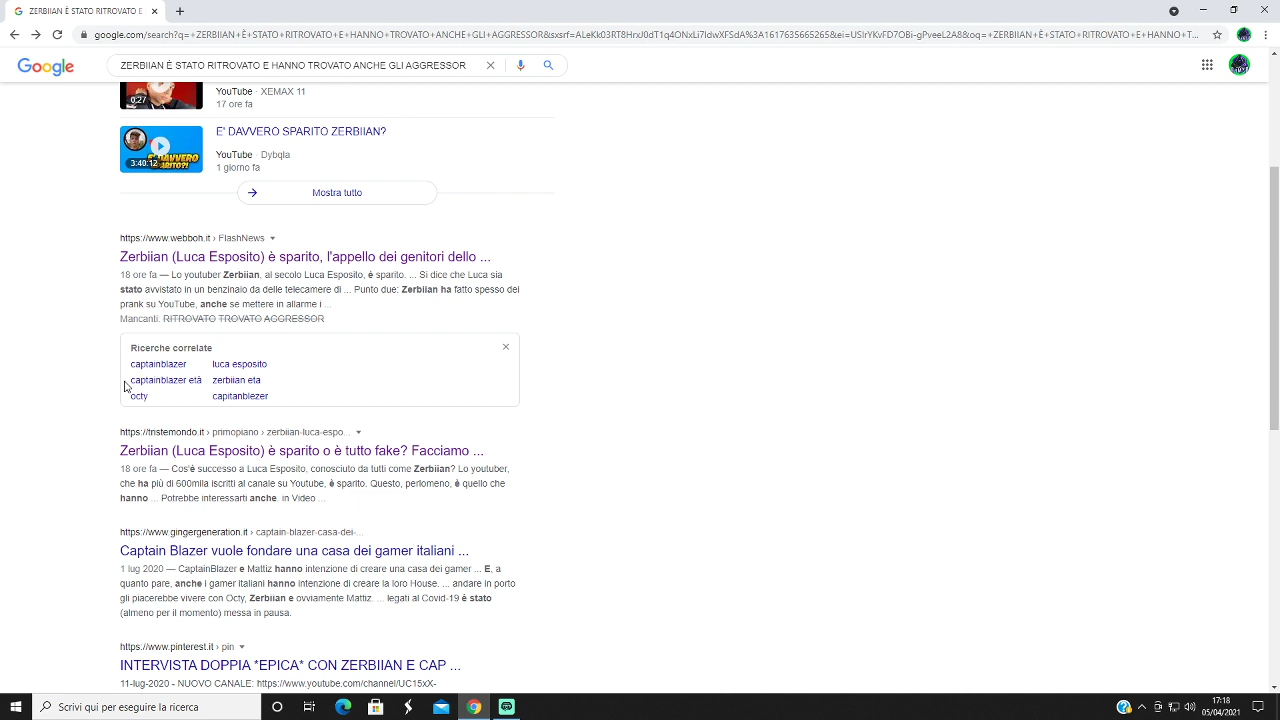 ZERBIIAN È STATO RITROVATO E
google.com/search?q=+ZERBIIAN+È+STATO+RITROVATO+E+HANNO+TROVATO+ANCHE+GLI+AGGRESSOR&sxsrf=ALeKk03RT8HrxJ0dT1q4ONxLi7IdwXFSdA%3A1617635665265&ei=USlrYKvFD7OBi-gPveeL2A8&oq=+ZERBIIAN+È+STATO+RITROVATO+E+HANNO+T...
Google
ZERBIIAN È STATO RITROVATO E HANNO TROVATO ANCHE GLI AGGRESSOR
0:27
YouTube · XEMAX 11
17 ore fa
3:40:12
E' DAVVERO SPARITO ZERBIIAN?
YouTube · Dybqla
1 giorno fa
Mostra tutto
https://www.webboh.it › FlashNews
Zerbiian (Luca Esposito) è sparito, l'appello dei genitori dello ...
18 ore fa — Lo youtuber Zerbiian, al secolo Luca Esposito, è sparito. ... Si dice che Luca sia
stato avvistato in un benzinaio da delle telecamere di ... Punto due: Zerbiian ha fatto spesso dei
prank su YouTube, anche se mettere in allarme i ...
Mancanti: RITROVATO TROVATO AGGRESSOR
Ricerche correlate
captainblazer luca esposito
captainblazer età zerbiian eta
octy capitanblezer
https://tristemondo.it › primopiano › zerbiian-luca-espo...
Zerbiian (Luca Esposito) è sparito o è tutto fake? Facciamo ...
18 ore fa — Cos'è successo a Luca Esposito, conosciuto da tutti come Zerbiian? Lo youtuber,
che ha più di 600mila iscritti al canale su Youtube, è sparito. Questo, perlomeno, è quello che
hanno ... Potrebbe interessarti anche. in Video ...
https://www.gingergeneration.it › captain-blazer-casa-dei-...
Captain Blazer vuole fondare una casa dei gamer italiani ...
1 lug 2020 — CaptainBlazer e Mattiz hanno intenzione di creare una casa dei gamer ... E, a
quanto pare, anche i gamer italiani hanno intenzione di creare la loro House. ... andare in porto
gli piacerebbe vivere con Octy, Zerbiian e ovviamente Mattiz. ... legati al Covid-19 è stato
(almeno per il momento) messa in pausa.
https://www.pinterest.it › pin
INTERVISTA DOPPIA *EPICA* CON ZERBIIAN E CAP ...
11-lug-2020 - NUOVO CANALE: https://www.youtube.com/channel/UC15xX-
Scrivi qui per eseguire la ricerca
17:18
05/04/2021